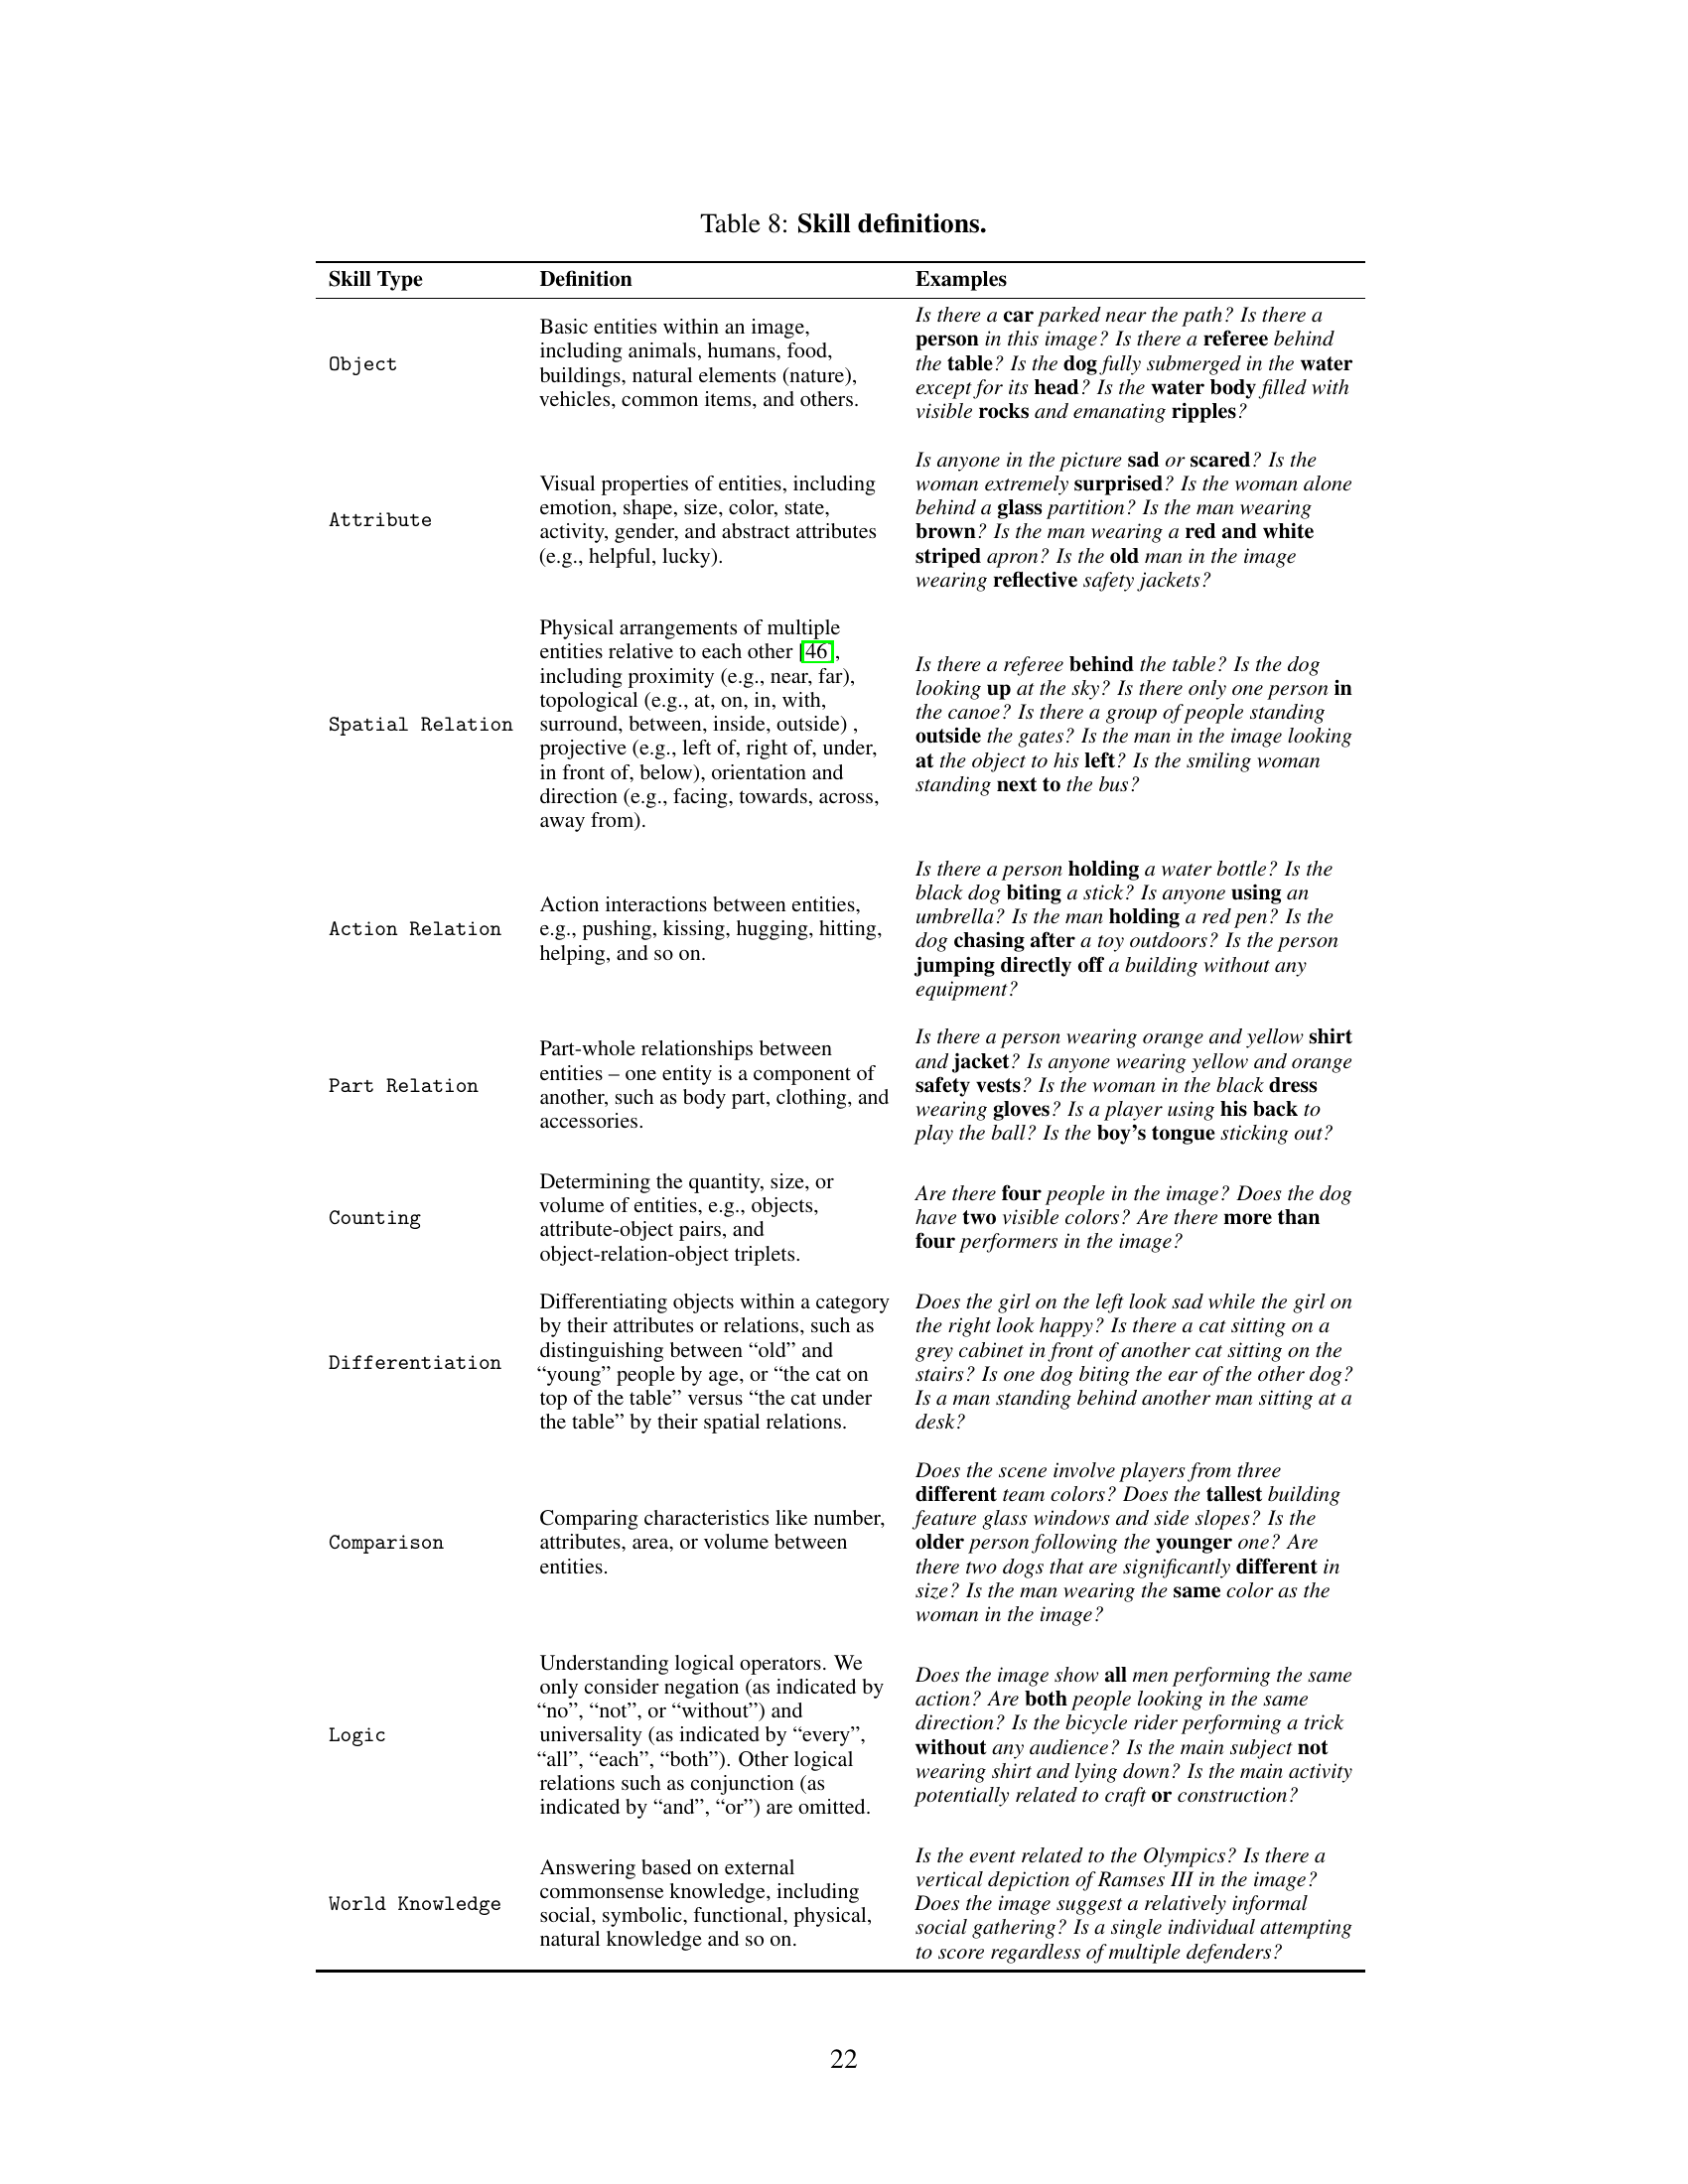 Table 8: Skill definitions.
Skill Type Definition Examples
Object
Basic entities within an image,
including animals, humans, food,
buildings, natural elements (nature),
vehicles, common items, and others.
Is there a car parked near the path? Is there a
person in this image? Is there a referee behind
the table? Is the dog fully submerged in the water
except for its head? Is the water body filled with
visible rocks and emanating ripples?
Attribute
Visual properties of entities, including
emotion, shape, size, color, state,
activity, gender, and abstract attributes
(e.g., helpful, lucky).
Is anyone in the picture sad or scared? Is the
woman extremely surprised? Is the woman alone
behind a glass partition? Is the man wearing
brown? Is the man wearing a red and white
striped apron? Is the old man in the image
wearing reflective safety jackets?
Spatial Relation
Physical arrangements of multiple
entities relative to each other [46],
including proximity (e.g., near, far),
topological (e.g., at, on, in, with,
surround, between, inside, outside) ,
projective (e.g., left of, right of, under,
in front of, below), orientation and
direction (e.g., facing, towards, across,
away from).
Is there a referee behind the table? Is the dog
looking up at the sky? Is there only one person in
the canoe? Is there a group of people standing
outside the gates? Is the man in the image looking
at the object to his left? Is the smiling woman
standing next to the bus?
Action Relation
Action interactions between entities,
e.g., pushing, kissing, hugging, hitting,
helping, and so on.
Is there a person holding a water bottle? Is the
black dog biting a stick? Is anyone using an
umbrella? Is the man holding a red pen? Is the
dog chasing after a toy outdoors? Is the person
jumping directly off a building without any
equipment?
Part Relation
Part-whole relationships between
entities – one entity is a component of
another, such as body part, clothing, and
accessories.
Is there a person wearing orange and yellow shirt
and jacket? Is anyone wearing yellow and orange
safety vests? Is the woman in the black dress
wearing gloves? Is a player using his back to
play the ball? Is the boy's tongue sticking out?
Counting
Determining the quantity, size, or
volume of entities, e.g., objects,
attribute-object pairs, and
object-relation-object triplets.
Are there four people in the image? Does the dog
have two visible colors? Are there more than
four performers in the image?
Differentiation
Differentiating objects within a category
by their attributes or relations, such as
distinguishing between “old” and
“young” people by age, or “the cat on
top of the table” versus “the cat under
the table” by their spatial relations.
Does the girl on the left look sad while the girl on
the right look happy? Is there a cat sitting on a
grey cabinet in front of another cat sitting on the
stairs? Is one dog biting the ear of the other dog?
Is a man standing behind another man sitting at a
desk?
Comparison
Comparing characteristics like number,
attributes, area, or volume between
entities.
Does the scene involve players from three
different team colors? Does the tallest building
feature glass windows and side slopes? Is the
older person following the younger one? Are
there two dogs that are significantly different in
size? Is the man wearing the same color as the
woman in the image?
Logic
Understanding logical operators. We
only consider negation (as indicated by
“no”, “not”, or “without”) and
universality (as indicated by “every”,
“all”, “each”, “both”). Other logical
relations such as conjunction (as
indicated by “and”, “or”) are omitted.
Does the image show all men performing the same
action? Are both people looking in the same
direction? Is the bicycle rider performing a trick
without any audience? Is the main subject not
wearing shirt and lying down? Is the main activity
potentially related to craft or construction?
World Knowledge
Answering based on external
commonsense knowledge, including
social, symbolic, functional, physical,
natural knowledge and so on.
Is the event related to the Olympics? Is there a
vertical depiction of Ramses III in the image?
Does the image suggest a relatively informal
social gathering? Is a single individual attempting
to score regardless of multiple defenders?
22